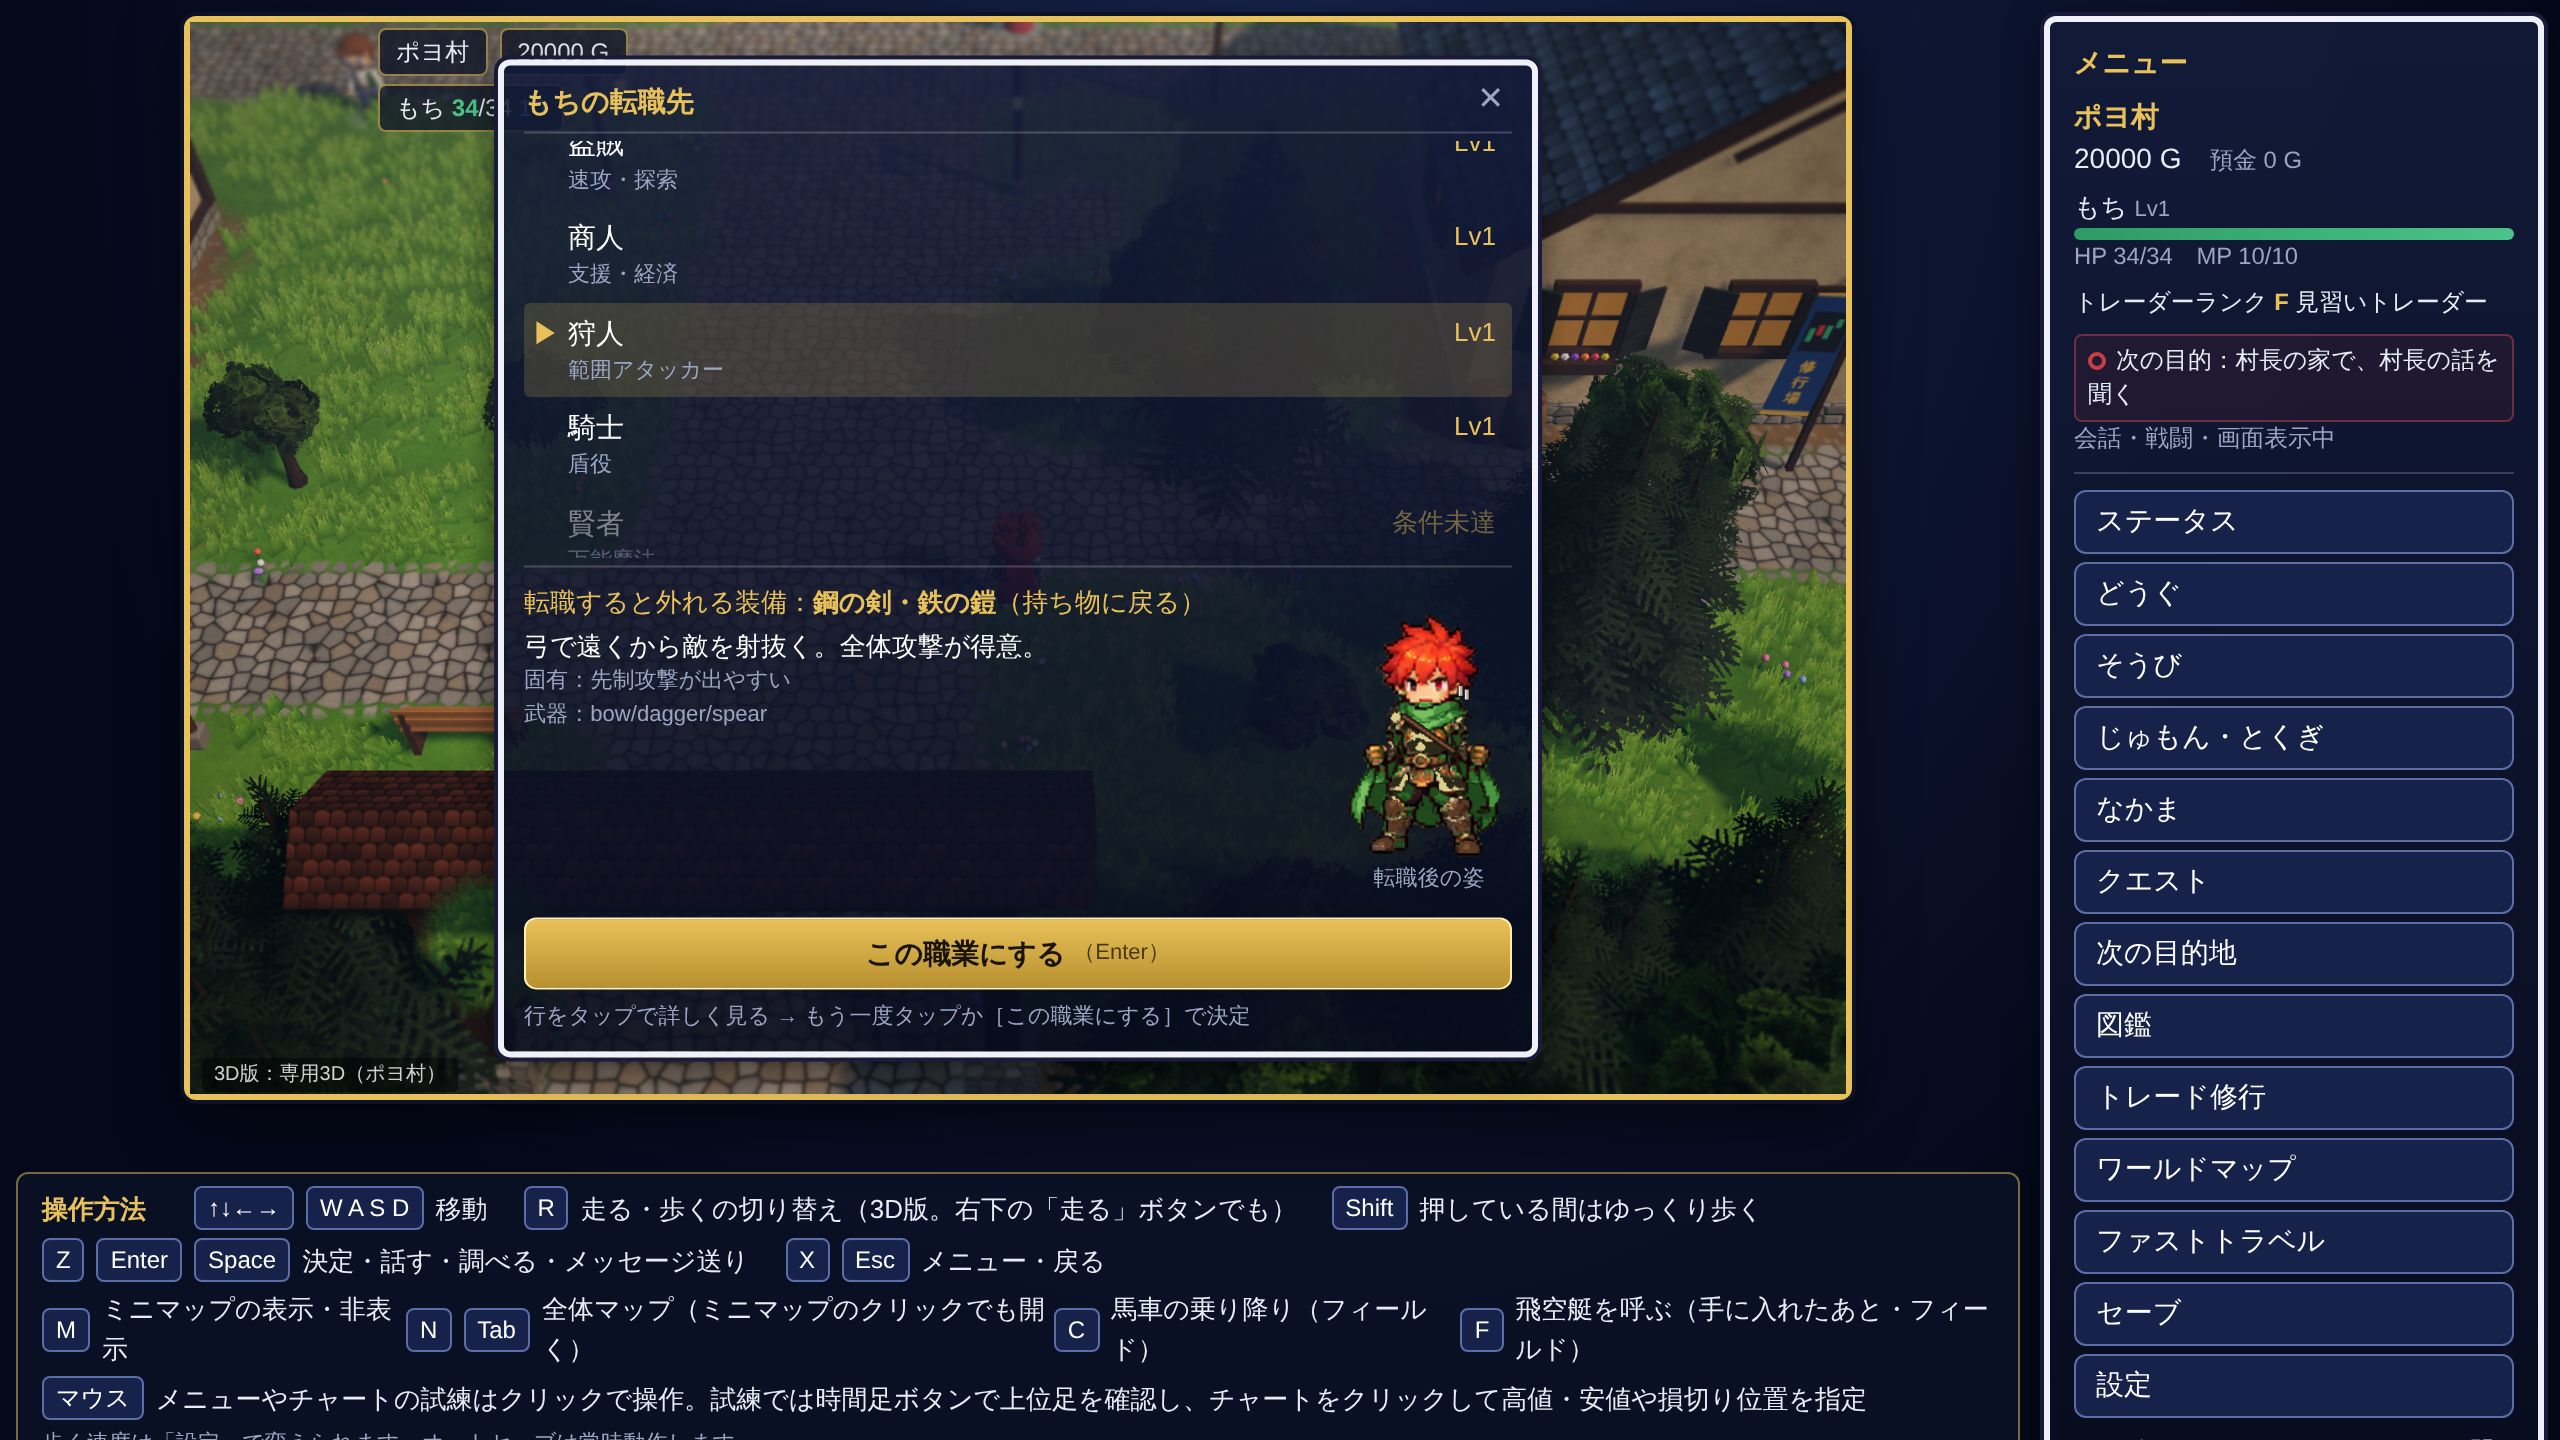 ポヨ村
20000 G
もち 34/34
もちの転職先
×
盗賊
Lv1
速攻・探索
商人
Lv1
支援・経済
狩人
Lv1
範囲アタッカー
騎士
Lv1
盾役
賢者
条件未達
万能魔法
転職すると外れる装備：鋼の剣・鉄の鎧（持ち物に戻る）
弓で遠くから敵を射抜く。全体攻撃が得意。
固有：先制攻撃が出やすい
武器：bow/dagger/spear
転職後の姿
この職業にする （Enter）
行をタップで詳しく見る → もう一度タップか［この職業にする］で決定
修行場
3D版：専用3D（ポヨ村）
メニュー
ポヨ村
20000 G 預金 0 G
もち Lv1
HP 34/34 MP 10/10
トレーダーランク F 見習いトレーダー
次の目的：村長の家で、村長の話を
聞く
会話・戦闘・画面表示中
ステータス
どうぐ
そうび
じゅもん・とくぎ
なかま
クエスト
次の目的地
図鑑
トレード修行
ワールドマップ
ファストトラベル
セーブ
設定
操作方法 ↑↓←→ W A S D 移動 R 走る・歩くの切り替え（3D版。右下の「走る」ボタンでも） Shift 押している間はゆっくり歩く
Z Enter Space 決定・話す・調べる・メッセージ送り X Esc メニュー・戻る
M ミニマップの表示・非表示 N Tab 全体マップ（ミニマップのクリックでも開く） C 馬車の乗り降り（フィールド） F 飛空艇を呼ぶ（手に入れたあと・フィールド）
マウス メニューやチャートの試練はクリックで操作。試練では時間足ボタンで上位足を確認し、チャートをクリックして高値・安値や損切り位置を指定